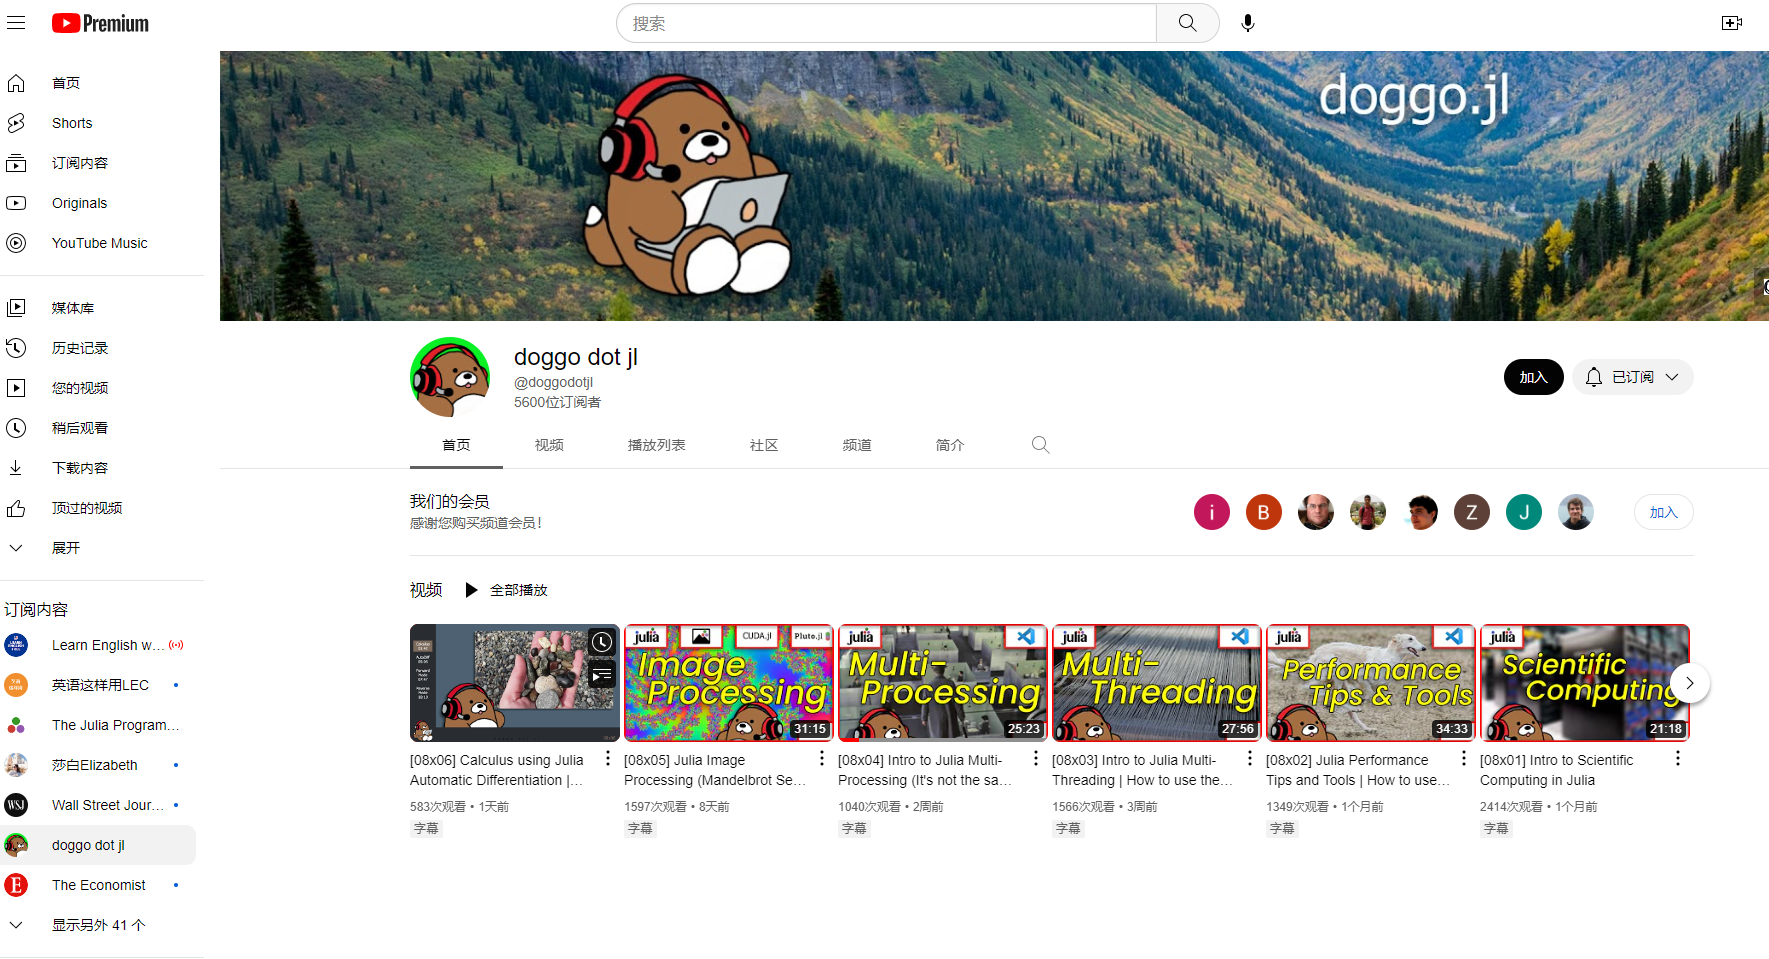 Premium
搜索
首页
Shorts
订阅内容
Originals
YouTube Music
媒体库
历史记录
您的视频
稍后观看
下载内容
顶过的视频
展开
订阅内容
Learn English w...
英语这样用LEC
The Julia Program...
莎白Elizabeth
Wall Street Jour...
doggo dot jl
The Economist
显示另外 41 个
doggo.jl
doggo dot jl
@doggodotjl
5600位订阅者
加入
已订阅
首页
视频
播放列表
社区
频道
简介
我们的会员
感谢您购买频道会员！
i
B
Z
J
加入
视频
全部播放
julia
CUDA.jl
Pluto.jl
Image
Processing
31:15
julia
Multi-
Processing
25:23
julia
Multi-
Threading
27:56
julia
Performance
Tips & Tools
34:33
julia
Scientific
Computing
21:18
[08x06] Calculus using Julia
Automatic Differentiation |...
583次观看 • 1天前
字幕
[08x05] Julia Image
Processing (Mandelbrot Se...
1597次观看 • 8天前
字幕
[08x04] Intro to Julia Multi-
Processing (It's not the sa...
1040次观看 • 2周前
字幕
[08x03] Intro to Julia Multi-
Threading | How to use the...
1566次观看 • 3周前
字幕
[08x02] Julia Performance
Tips and Tools | How to use...
1349次观看 • 1个月前
字幕
[08x01] Intro to Scientific
Computing in Julia
2414次观看 • 1个月前
字幕